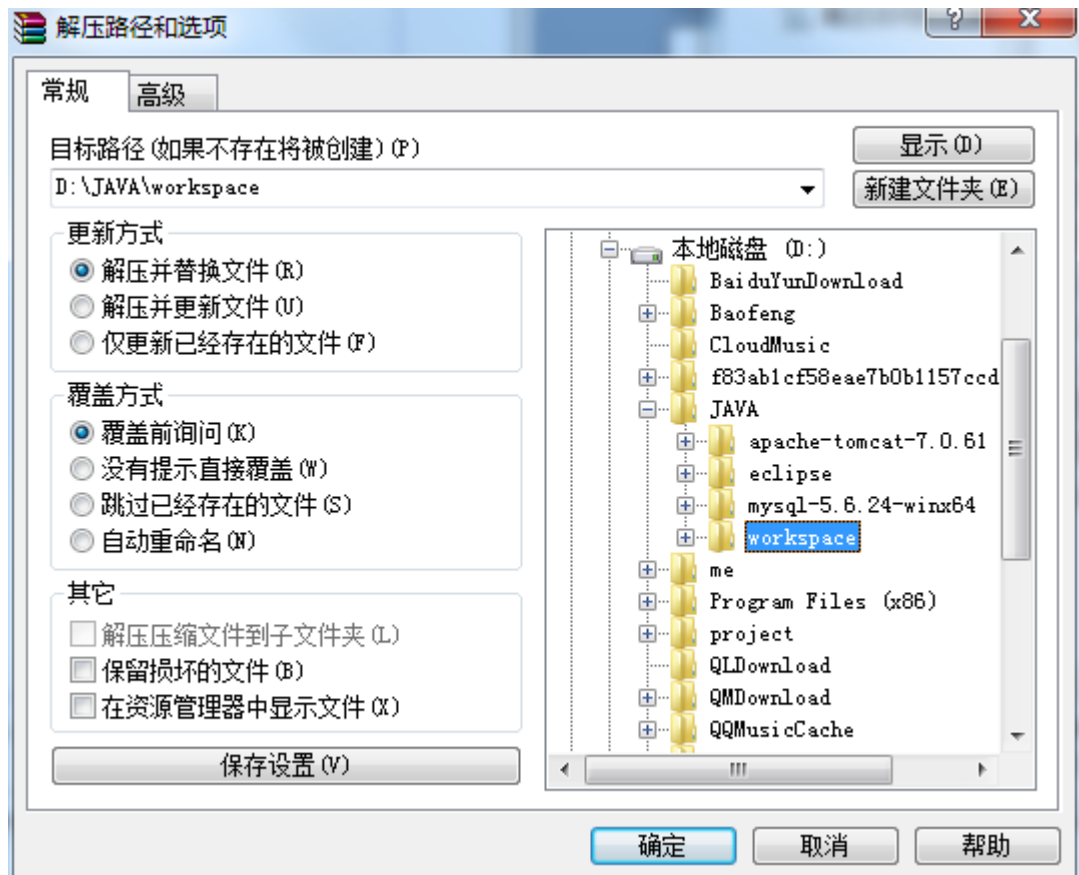 解压路径和选项
常规
高级
目标路径(如果不存在将被创建)(P)
显示(D)
D:\JAVA\workspace
新建文件夹(E)
更新方式
解压并替换文件(R)
解压并更新文件(U)
仅更新已经存在的文件(F)
覆盖方式
覆盖前询问(K)
没有提示直接覆盖(W)
跳过已经存在的文件(S)
自动重命名(N)
其它
解压压缩文件到子文件夹(L)
保留损坏的文件(B)
在资源管理器中显示文件(X)
保存设置(V)
本地磁盘 (D:)
BaiduYunDownload
Baofeng
CloudMusic
f83ab1cf58eae7b0b1157ccd
JAVA
apache-tomcat-7.0.61
eclipse
mysql-5.6.24-winx64
workspace
me
Program Files (x86)
project
QLDownload
QMDownload
QQMusicCache
确定
取消
帮助